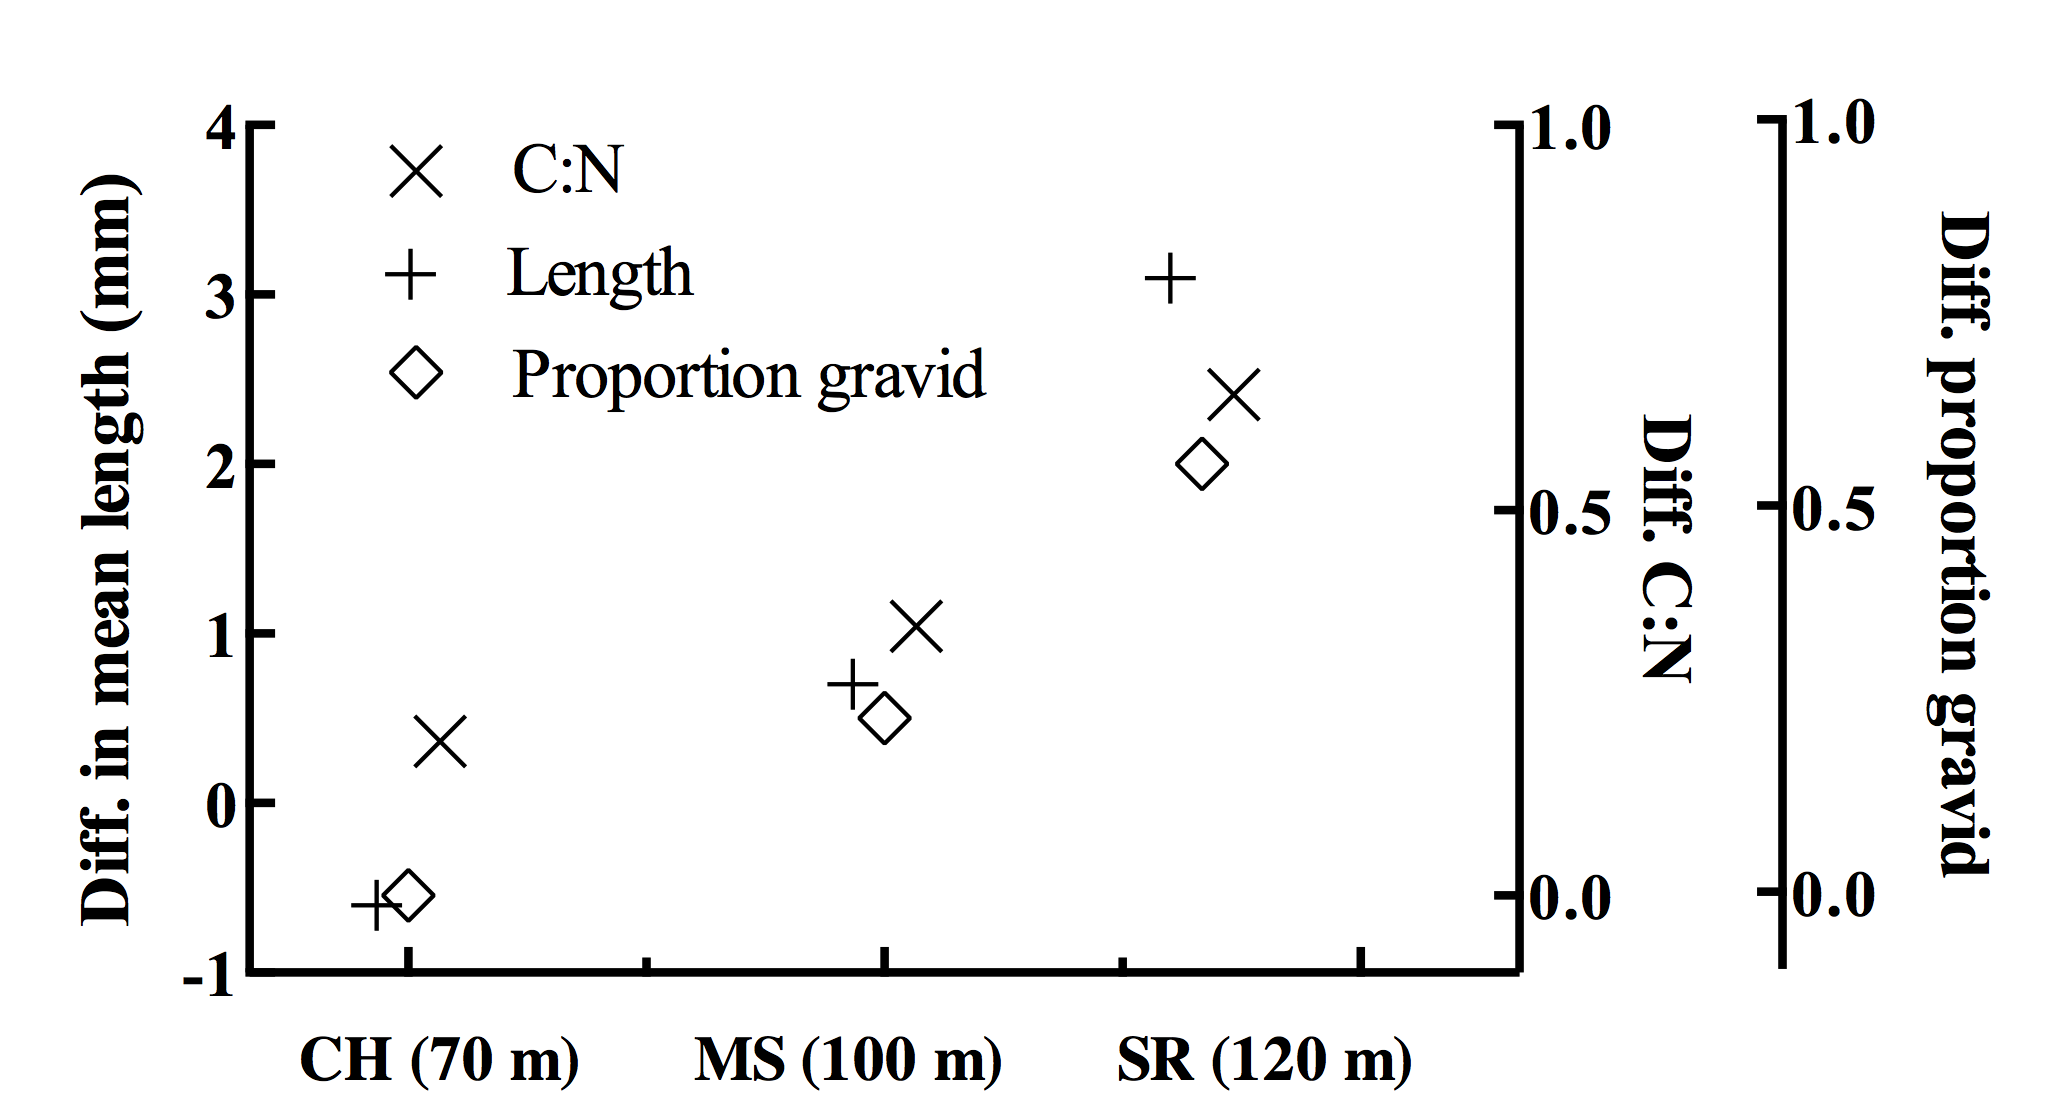 C:N
Length
Proportion gravid
Diff. in mean length (mm)
4
3
2
1
0
-1
CH (70 m)
MS (100 m)
SR (120 m)
1.0
0.5
0.0
Diff. C:N
1.0
0.5
0.0
Diff. proportion gravid